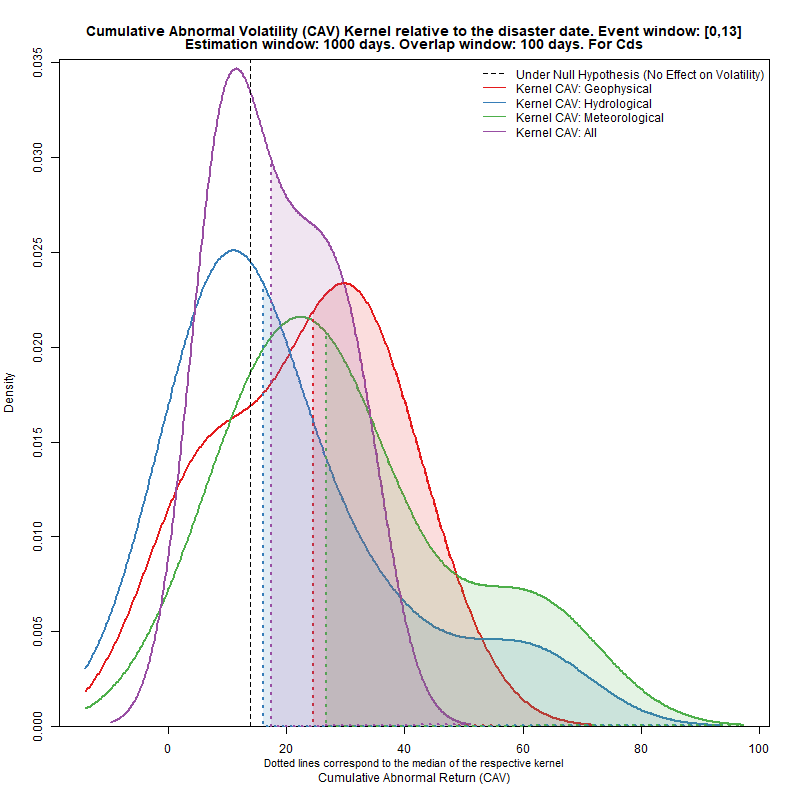 Cumulative Abnormal Volatility (CAV) Kernel relative to the disaster date. Event window: [0,13]
Estimation window: 1000 days. Overlap window: 100 days. For Cds
Under Null Hypothesis (No Effect on Volatility)
Kernel CAV: Geophysical
Kernel CAV: Hydrological
Kernel CAV: Meteorological
Kernel CAV: All
Density
0.035
0.030
0.025
0.020
0.015
0.010
0.005
0.000
0 20 40 60 80 100
Dotted lines correspond to the median of the respective kernel
Cumulative Abnormal Return (CAV)